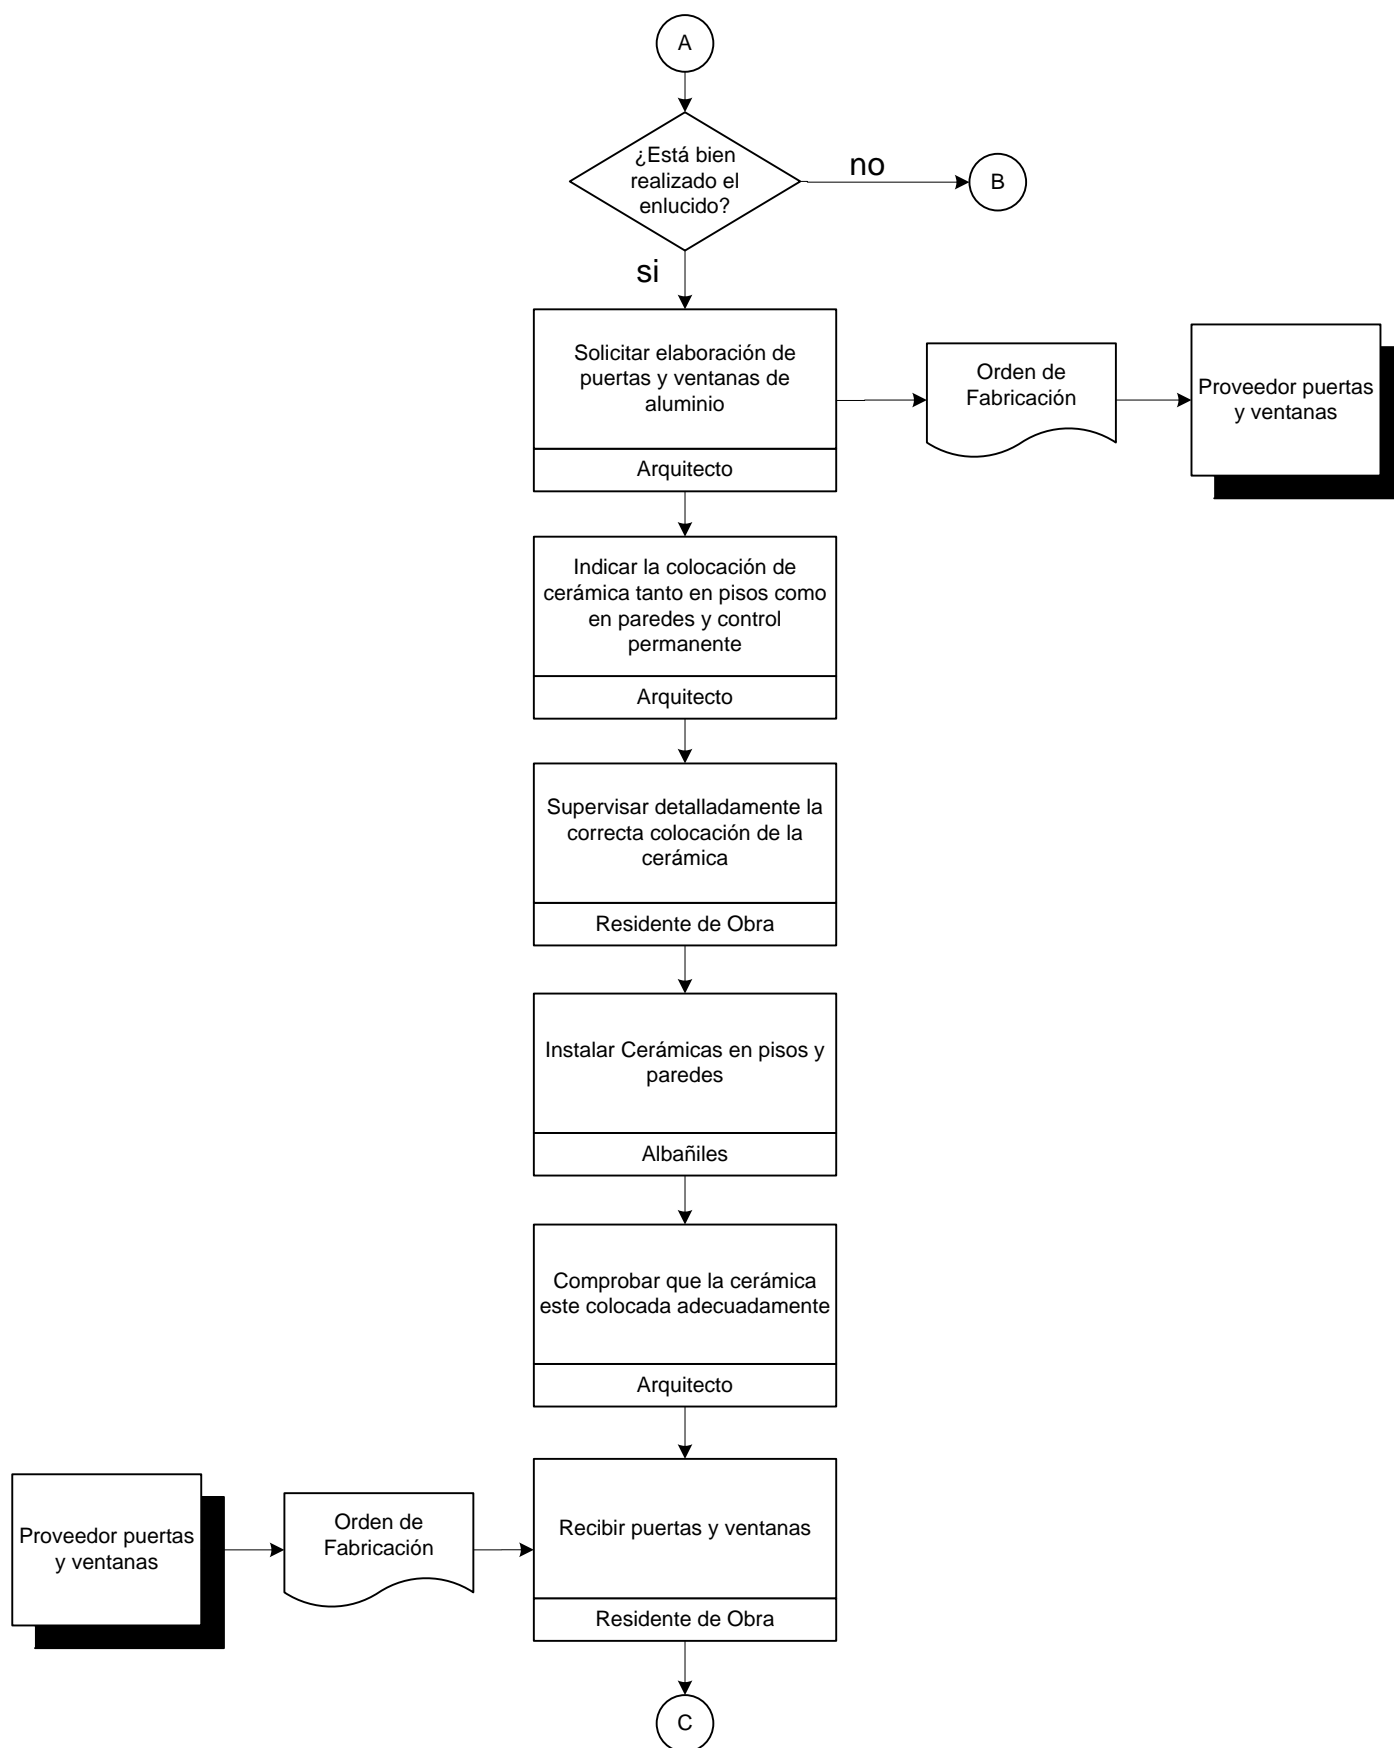 A
¿Está bien
realizado el
enlucido?
no
B
si
Solicitar elaboración de
puertas y ventanas de
aluminio
Arquitecto
Orden de
Fabricación
Proveedor puertas
y ventanas
Indicar la colocación de
cerámica tanto en pisos como
en paredes y control
permanente
Arquitecto
Supervisar detalladamente la
correcta colocación de la
cerámica
Residente de Obra
Instalar Cerámicas en pisos y
paredes
Albañiles
Comprobar que la cerámica
este colocada adecuadamente
Arquitecto
Proveedor puertas
y ventanas
Orden de
Fabricación
Recibir puertas y ventanas
Residente de Obra
C